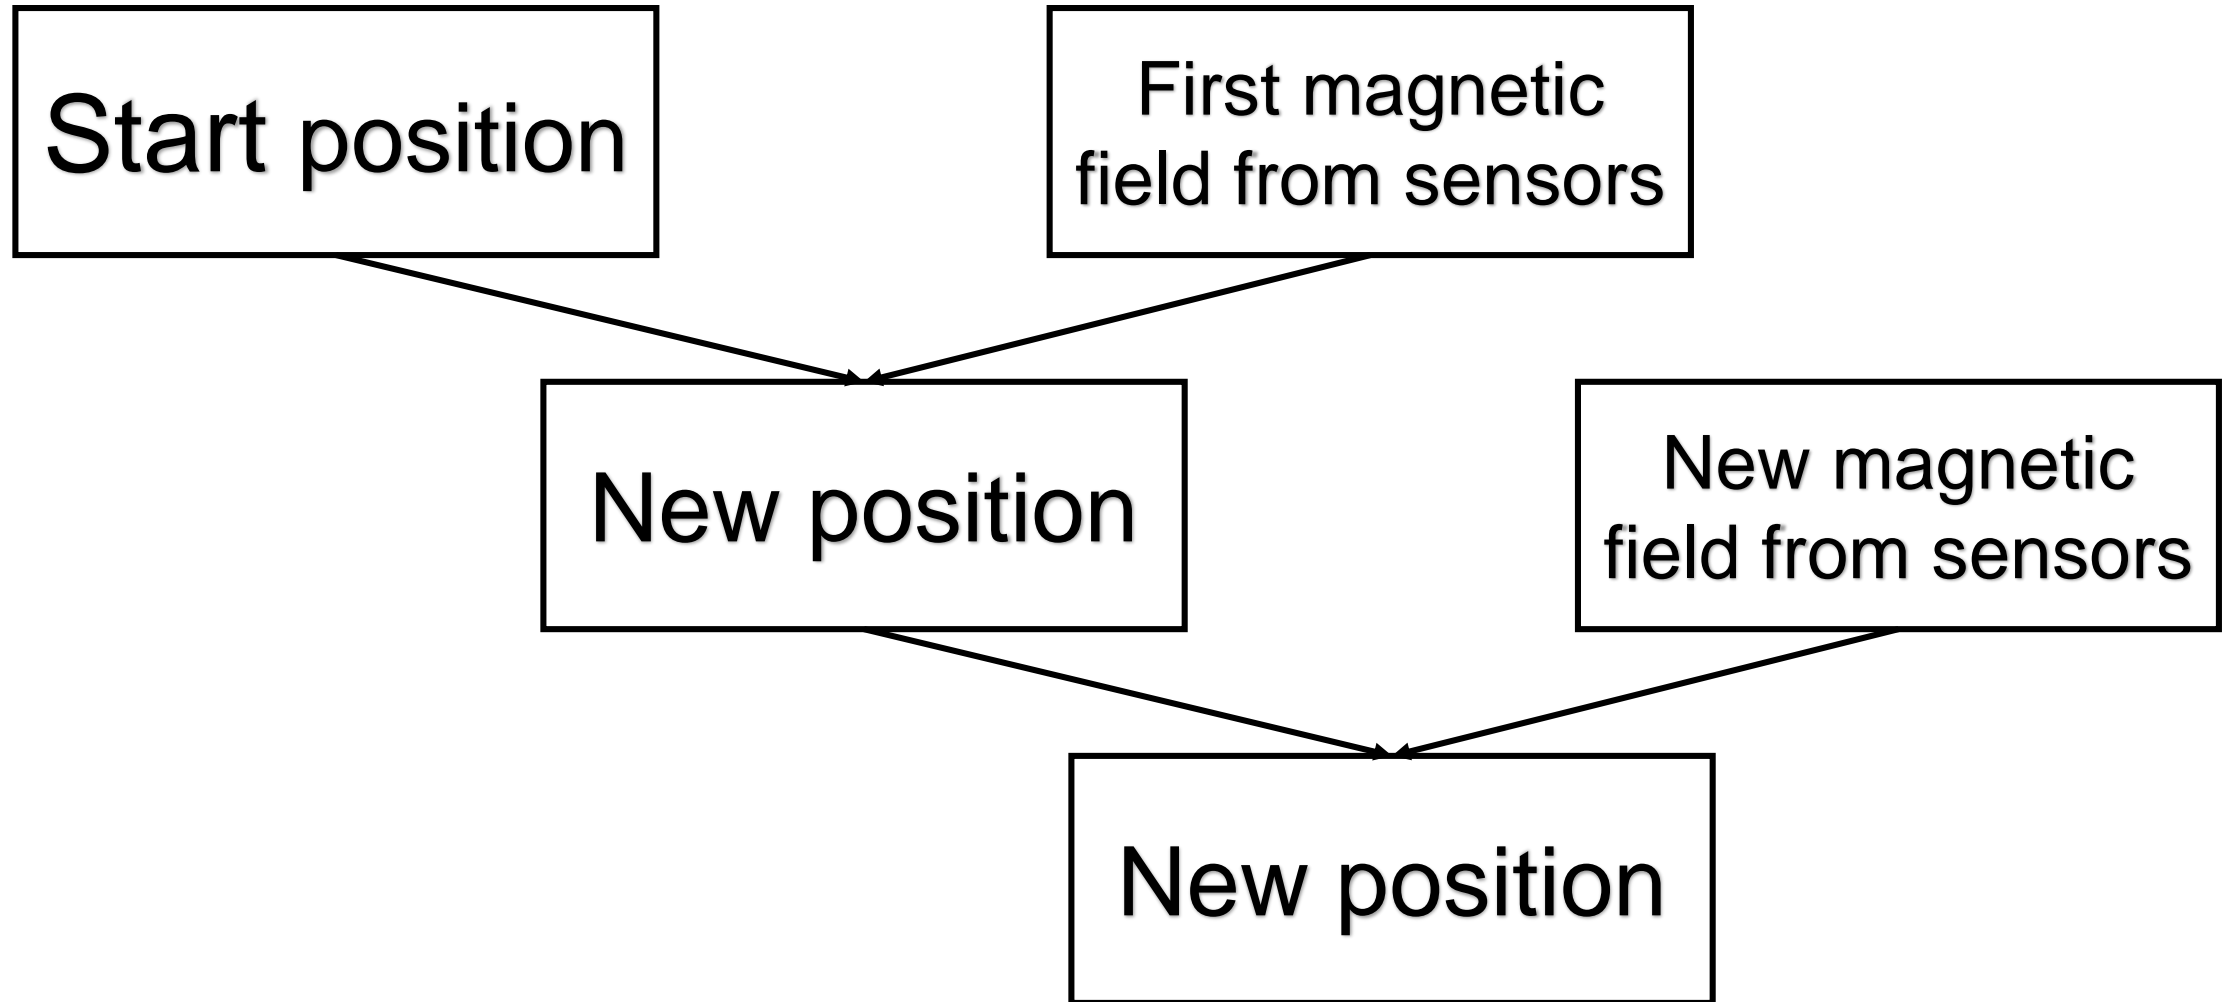 Start position
First magnetic
field from sensors
New position
New magnetic
field from sensors
New position